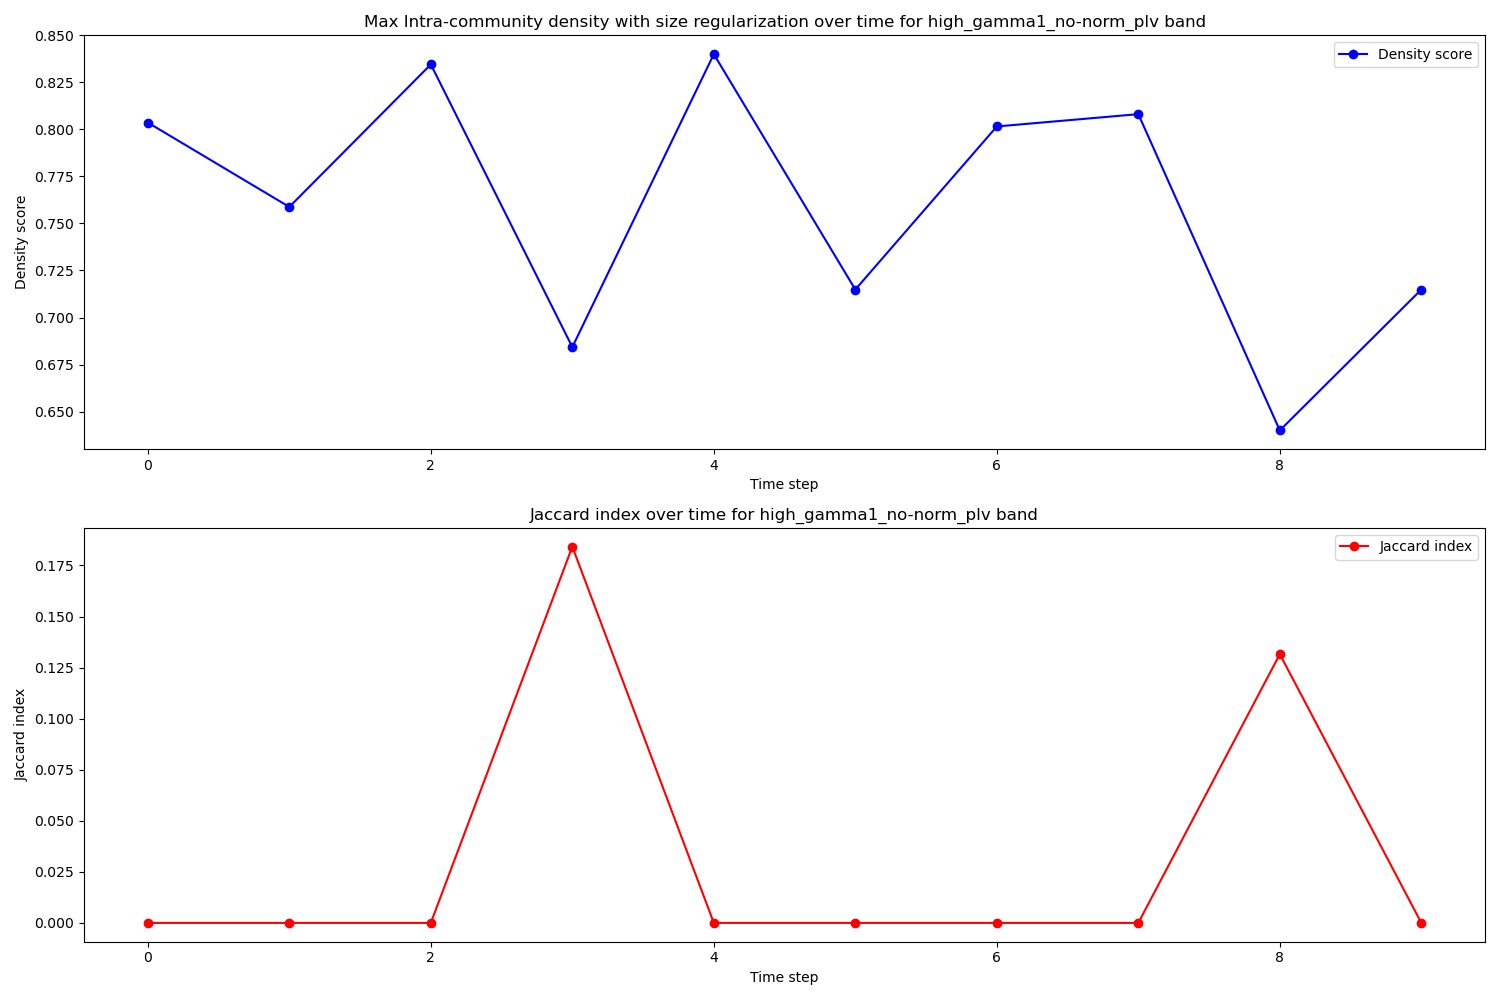 Max Intra-community density with size regularization over time for high_gamma1_no-norm_plv band
Density score
0.850
0.825
0.800
0.775
0.750
0.725
0.700
0.675
0.650
Density score
0 2 4 6 8
Time step
Jaccard index over time for high_gamma1_no-norm_plv band
Jaccard index
0.175
0.150
0.125
0.100
0.075
0.050
0.025
0.000
Jaccard index
0 2 4 6 8
Time step